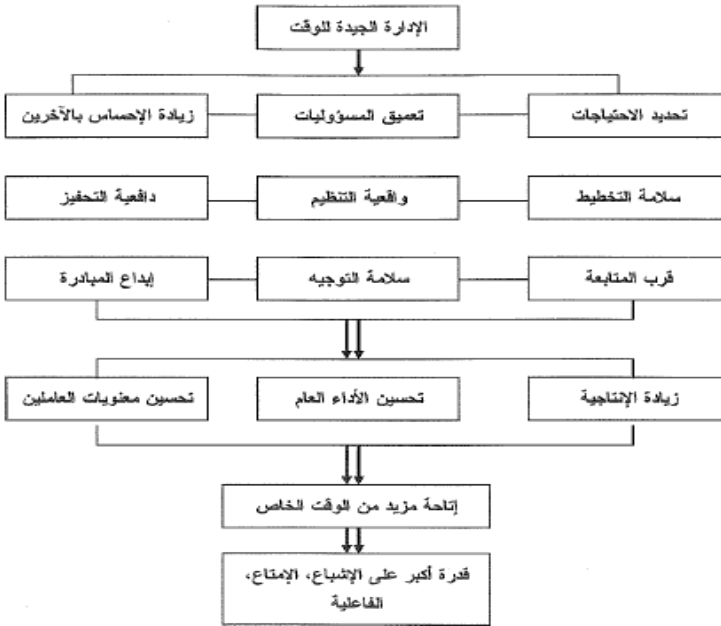 الإدارة الجيدة للوقت
تحديد الاحتياجات
تعميق المسؤوليات
زيادة الإحساس بالآخرين
سلامة التخطيط
واقعية التنظيم
دافعية التحفيز
قرب المتابعة
سلامة التوجيه
إبداع المبادرة
زيادة الإنتاجية
تحسين الأداء العام
تحسين معنويات العاملين
إتاحة مزيد من الوقت الخاص
قدرة أكبر على الإشباع، الإمتاع،
الفاعلية